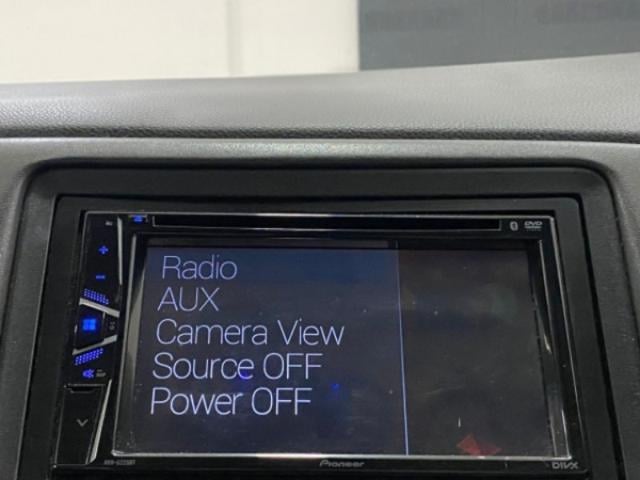 DVD
Radio
AUX
Camera View
Source OFF
Power OFF
Pioneer
DIVX